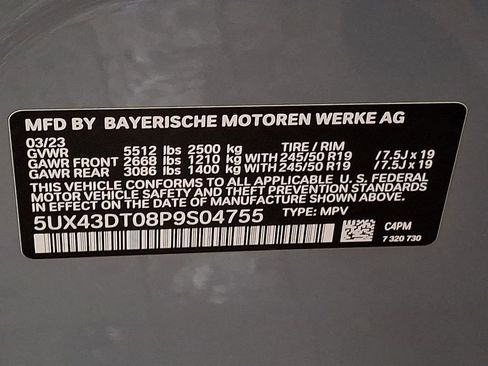 MFD BY BAYERISCHE MOTOREN WERKE AG
03/23 TIRE / RIM
GVWR 5512 lbs 2500 kg
GAWR FRONT 2668 lbs 1210 kg WITH 245/50 R19 /7.5J x 19
GAWR REAR 3086 lbs 1400 kg WITH 245/50 R19 /7.5J x 19
THIS VEHICLE CONFORMS TO ALL APPLICABLE U. S. FEDERAL
MOTOR VEHICLE SAFETY AND THEFT PREVENTION STANDARDS
IN EFFECT ON THE DATE OF MANUFACTURE SHOWN ABOVE.
5UX43DT08P9S04755 TYPE: MPV
C4PM
7 320 730